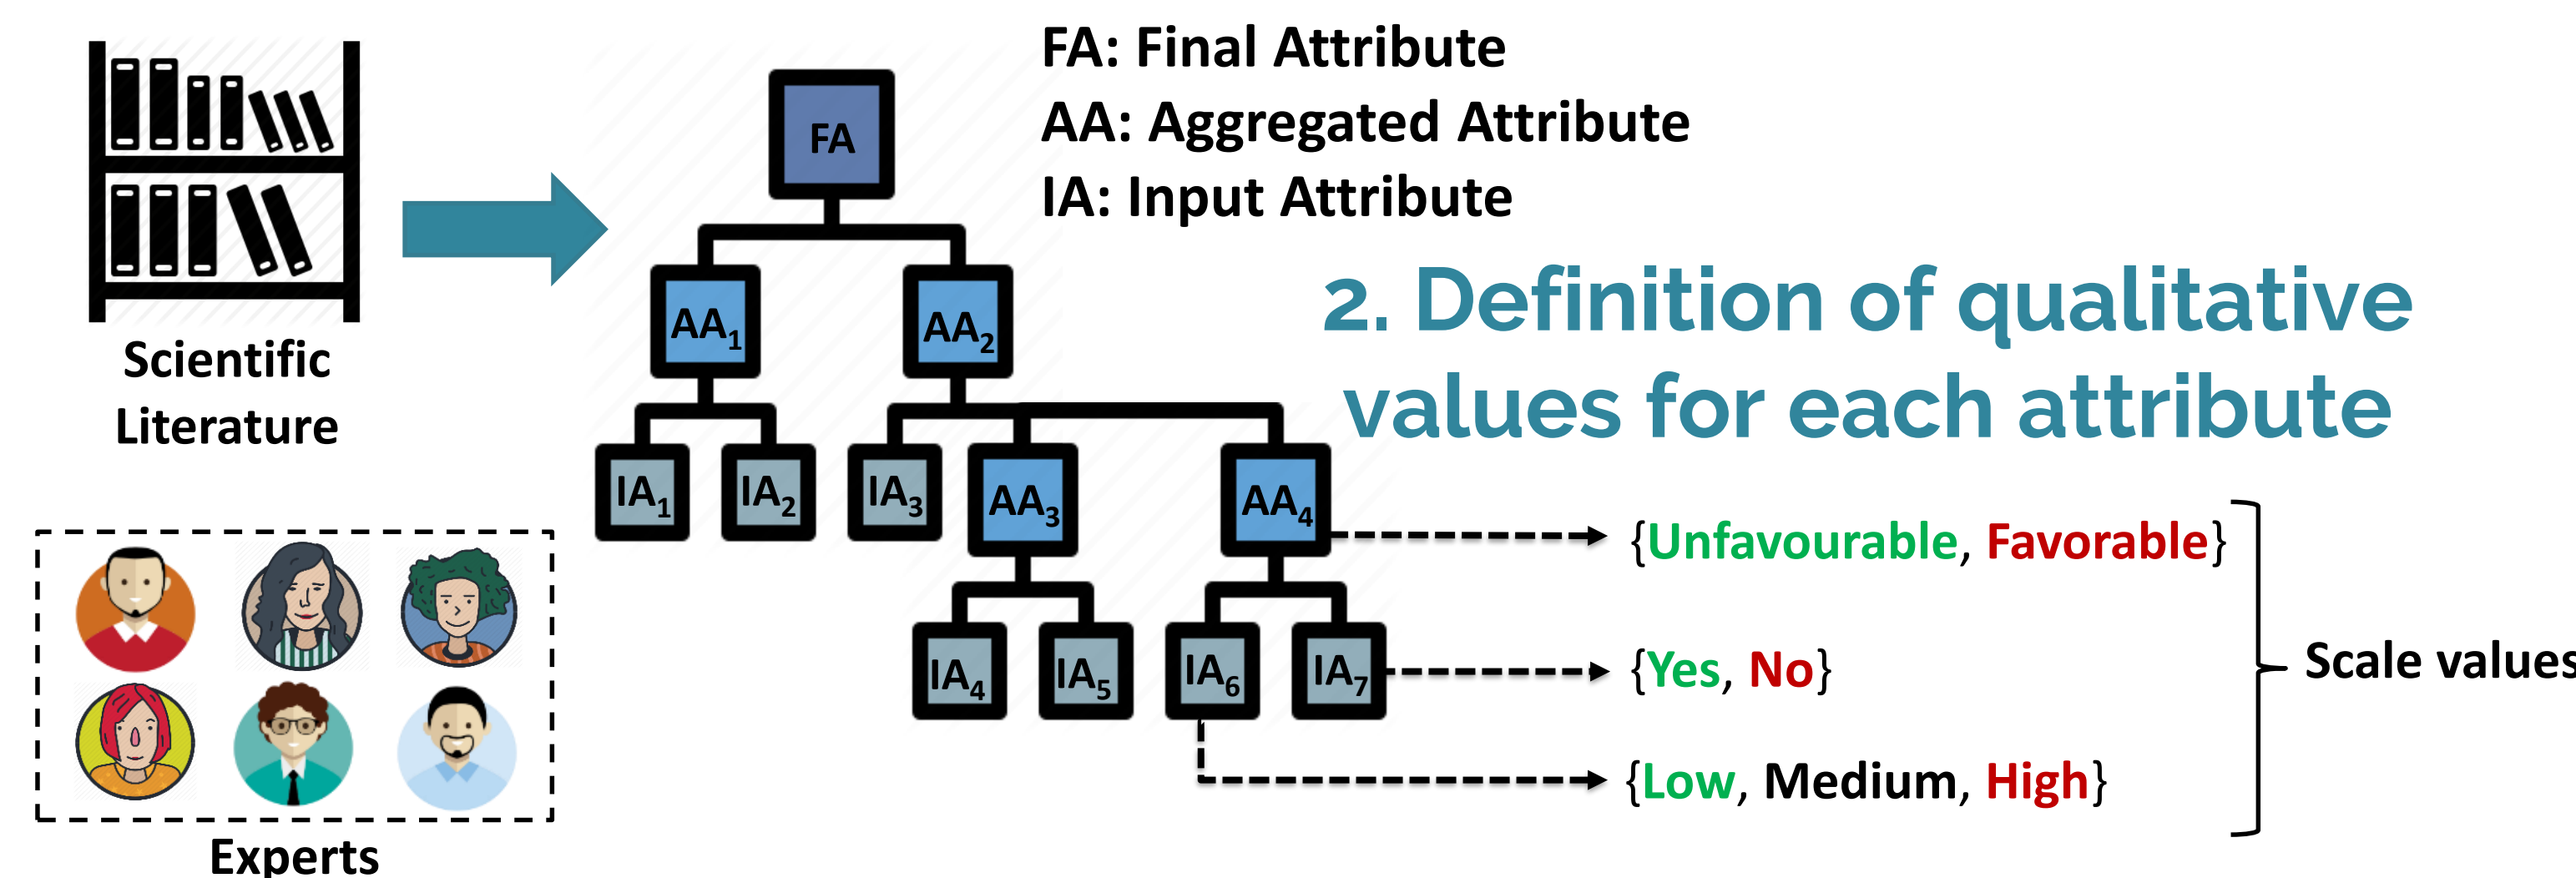 FA: Final Attribute
AA: Aggregated Attribute
IA: Input Attribute
FA
2. Definition of qualitative
values for each attribute
AA1
AA2
Scientific
Literature
IA1
IA2
IA3
AA3
AA4
{Unfavourable, Favorable}
IA4
IA5
IA6
IA7
{Yes, No}
Scale values
{Low, Medium, High}
Experts